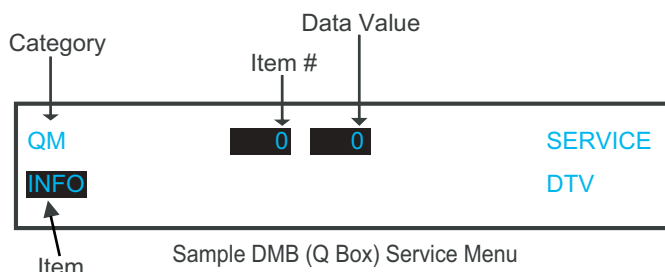 Data Value
Category
Item #
QM 0 0 SERVICE
INFO DTV
Sample DMB (Q Box) Service Menu
Item